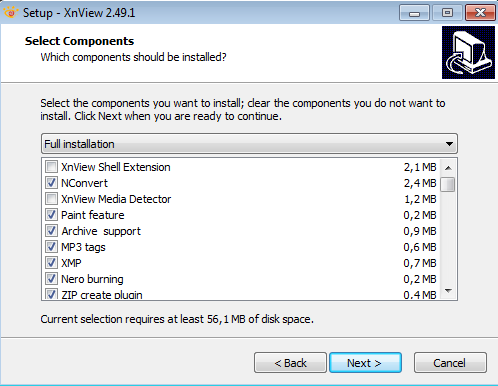 Setup - XnView 2.49.1
Select Components
Which components should be installed?
Select the components you want to install; clear the components you do not want to
install. Click Next when you are ready to continue.
Full installation
XnView Shell Extension 2,1 MB
NConvert 2,4 MB
XnView Media Detector 1,2 MB
Paint feature 0,2 MB
Archive support 0,9 MB
MP3 tags 0,6 MB
XMP 0,7 MB
Nero burning 0,2 MB
ZIP create plugin 0,4 MB
Current selection requires at least 56,1 MB of disk space.
< Back Next > Cancel